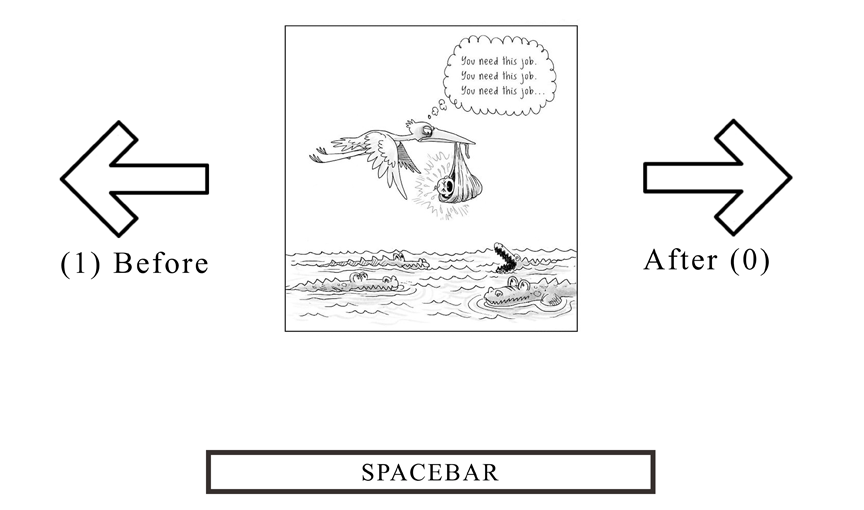 You need this job.
You need this job.
You need this job...
(1) Before
After (0)
SPACEBAR